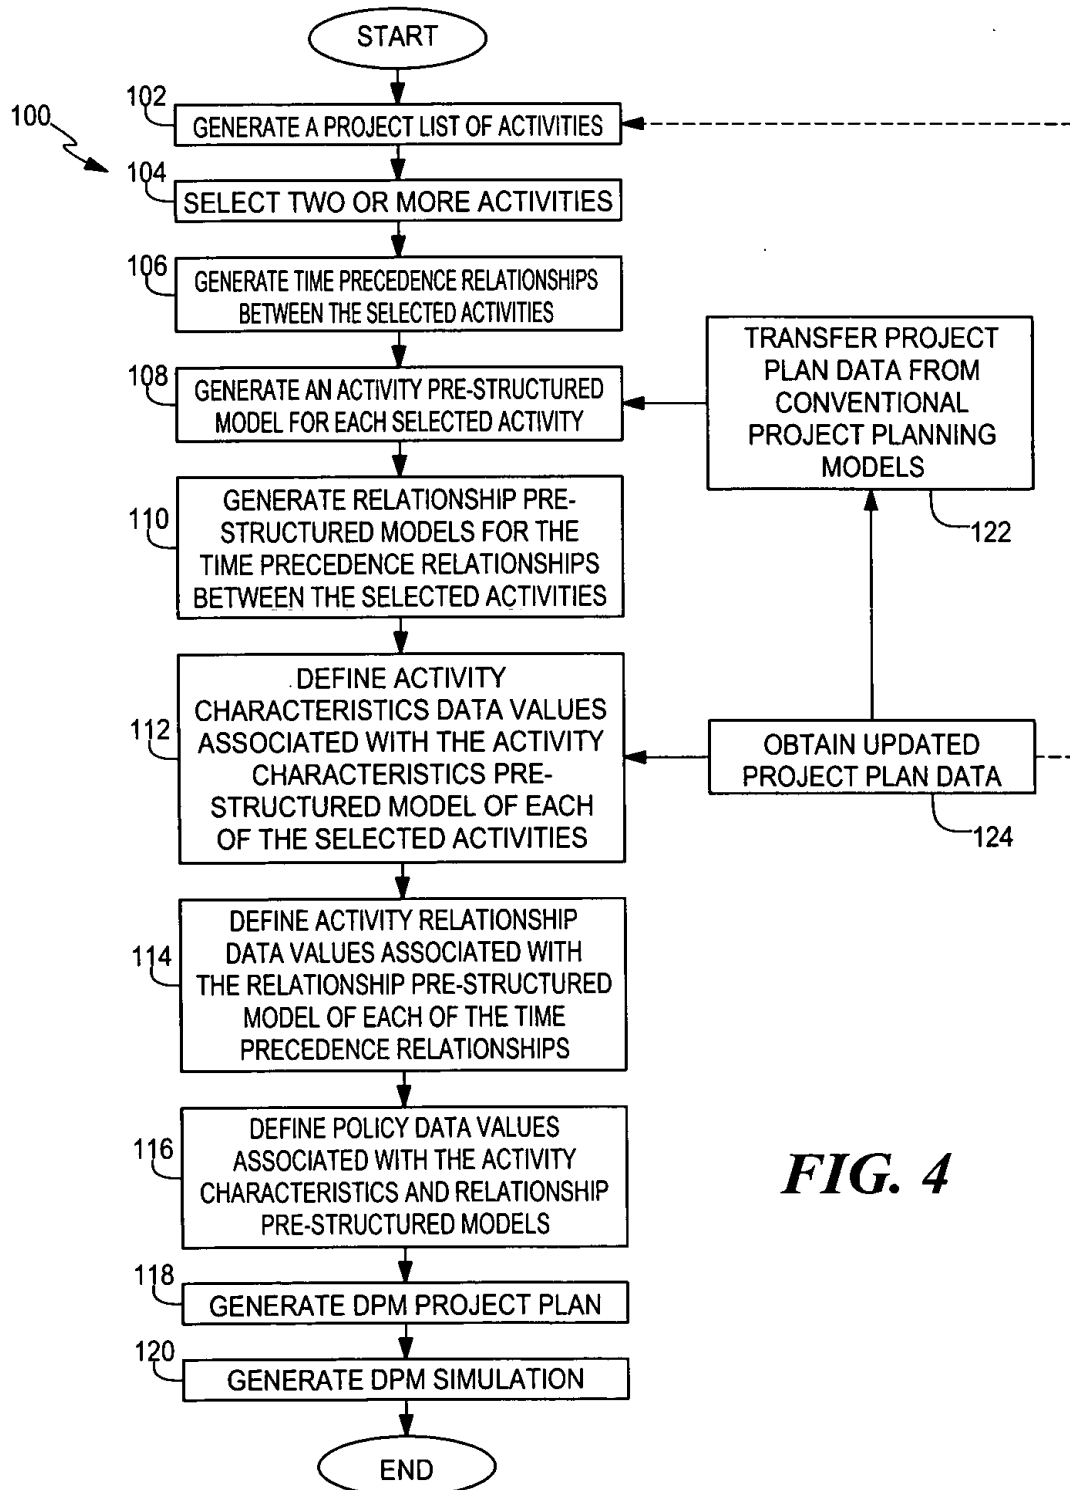 START
100
102
GENERATE A PROJECT LIST OF ACTIVITIES
104
SELECT TWO OR MORE ACTIVITIES
106
GENERATE TIME PRECEDENCE RELATIONSHIPS
BETWEEN THE SELECTED ACTIVITIES
108
GENERATE AN ACTIVITY PRE-STRUCTURED
MODEL FOR EACH SELECTED ACTIVITY
TRANSFER PROJECT
PLAN DATA FROM
CONVENTIONAL
PROJECT PLANNING
MODELS
122
110
GENERATE RELATIONSHIP PRE-
STRUCTURED MODELS FOR THE
TIME PRECEDENCE RELATIONSHIPS
BETWEEN THE SELECTED ACTIVITIES
112
DEFINE ACTIVITY
CHARACTERISTICS DATA VALUES
ASSOCIATED WITH THE ACTIVITY
CHARACTERISTICS PRE-
STRUCTURED MODEL OF EACH
OF THE SELECTED ACTIVITIES
OBTAIN UPDATED
PROJECT PLAN DATA
124
114
DEFINE ACTIVITY RELATIONSHIP
DATA VALUES ASSOCIATED WITH
THE RELATIONSHIP PRE-STRUCTURED
MODEL OF EACH OF THE TIME
PRECEDENCE RELATIONSHIPS
116
DEFINE POLICY DATA VALUES
ASSOCIATED WITH THE ACTIVITY
CHARACTERISTICS AND RELATIONSHIP
PRE-STRUCTURED MODELS
FIG. 4
118
GENERATE DPM PROJECT PLAN
120
GENERATE DPM SIMULATION
END